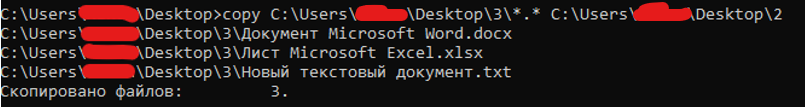 C:\Users\\Desktop>copy C:\Users\\Desktop\3\*.* C:\Users\\Desktop\2
C:\Users\\Desktop\3\Документ Microsoft Word.docx
C:\Users\\Desktop\3\Лист Microsoft Excel.xlsx
C:\Users\\Desktop\3\Новый текстовый документ.txt
Скопировано файлов:         3.